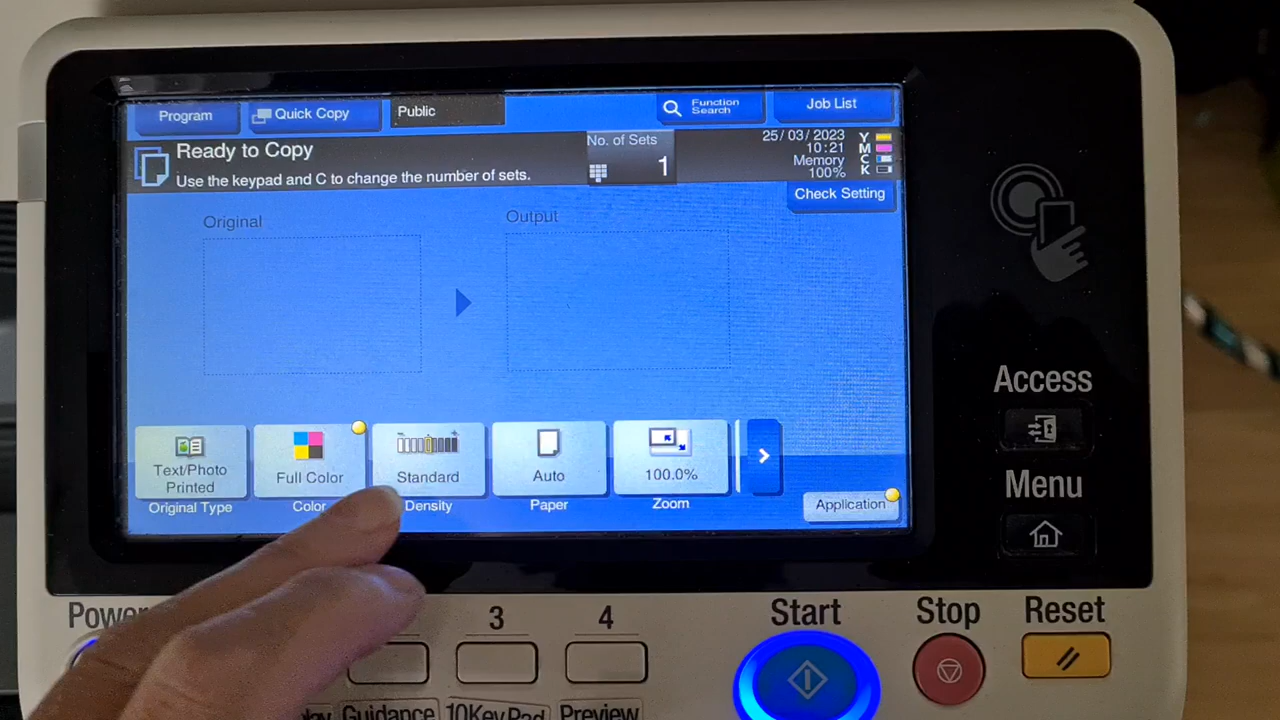 Program
Quick Copy
Public
Function
Search
Job List
Ready to Copy
Use the keypad and C to change the number of sets.
No. of Sets
1
25/03/2023
10:21
Memory
100%
Y
M
C
K
Check Setting
Original
Output
Text/Photo
Printed
Original Type
Full Color
Color
Standard
Density
Auto
Paper
100.0%
Zoom
Application
Access
Menu
Power
3
4
Start
Stop
Reset
Guidance
10KeyPad
Preview